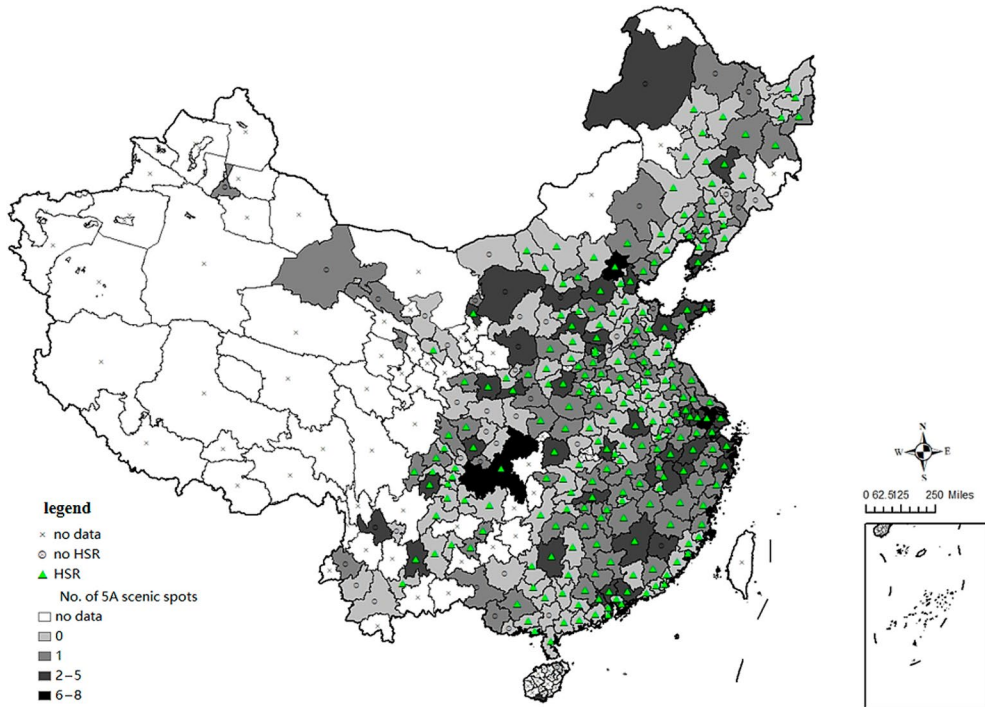 N
W E
S
0 62.5125 250 Miles
legend
no data
no HSR
HSR
No. of 5A scenic spots
no data
0
1
2–5
6–8